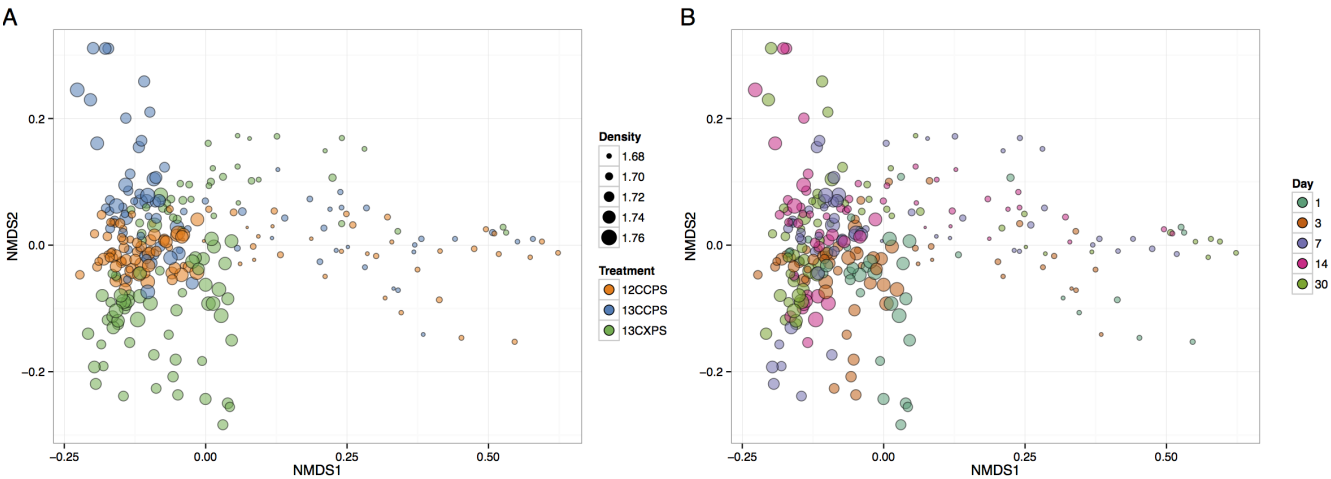 A
B
0.2
0.0
−0.2
−0.25
0.00
0.25
0.50
NMDS1
NMDS2
Density
1.68
1.70
1.72
1.74
1.76
Treatment
12CCPS
13CCPS
13CXPS
0.2
0.0
−0.2
−0.25
0.00
0.25
0.50
NMDS1
NMDS2
Day
1
3
7
14
30